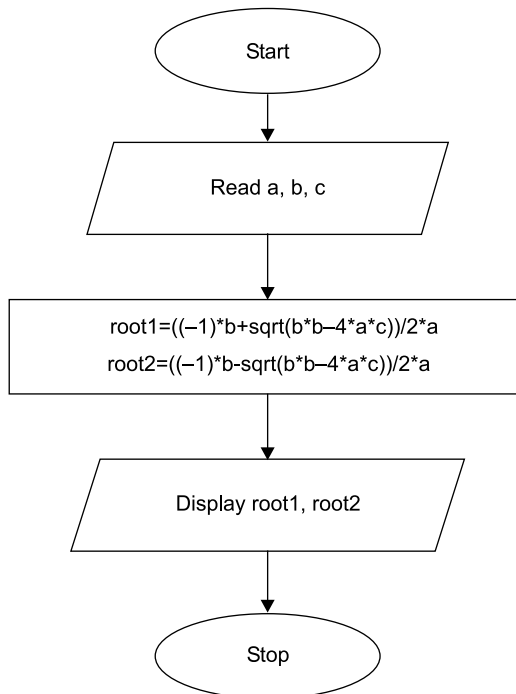 Start
Read a, b, c
root1=((–1)*b+sqrt(b*b–4*a*c))/2*a
root2=((–1)*b-sqrt(b*b–4*a*c))/2*a
Display root1, root2
Stop